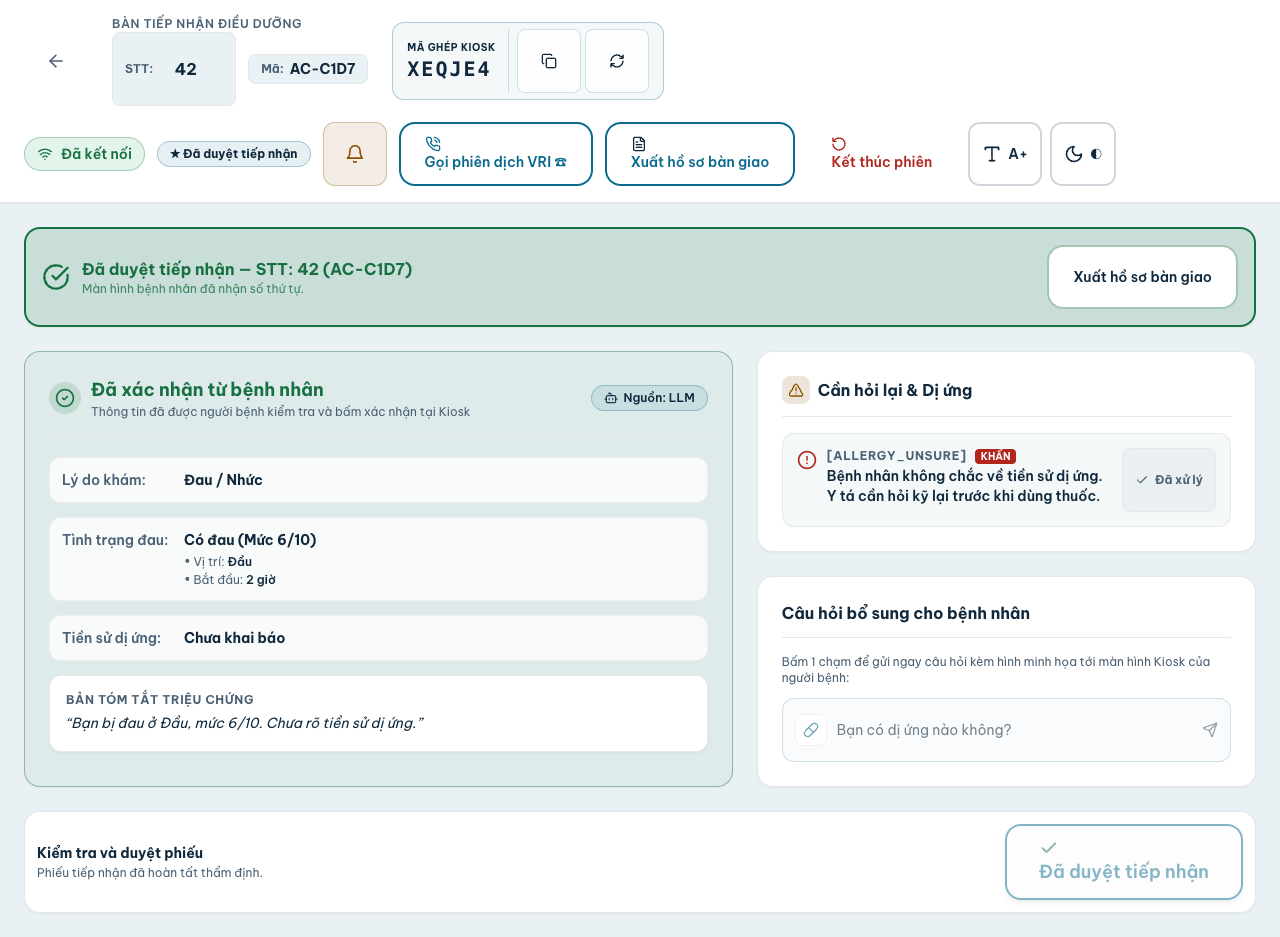 BÀN TIẾP NHẬN ĐIỀU DƯỠNG
STT: 42
Mã: AC-C1D7
MÃ GHÉP KIOSK
XEQJE4
Đã kết nối
★ Đã duyệt tiếp nhận
Gọi phiên dịch VRI ☎
Xuất hồ sơ bàn giao
Kết thúc phiên
A+
Đã duyệt tiếp nhận — STT: 42 (AC-C1D7)
Màn hình bệnh nhân đã nhận số thứ tự.
Xuất hồ sơ bàn giao
Đã xác nhận từ bệnh nhân
Thông tin đã được người bệnh kiểm tra và bấm xác nhận tại Kiosk
Nguồn: LLM
Lý do khám: Đau / Nhức
Tình trạng đau: Có đau (Mức 6/10)
• Vị trí: Đầu
• Bắt đầu: 2 giờ
Tiền sử dị ứng: Chưa khai báo
BẢN TÓM TẮT TRIỆU CHỨNG
“Bạn bị đau ở Đầu, mức 6/10. Chưa rõ tiền sử dị ứng.”
Cần hỏi lại & Dị ứng
[ALLERGY_UNSURE] KHẨN
Bệnh nhân không chắc về tiền sử dị ứng.
Y tá cần hỏi kỹ lại trước khi dùng thuốc.
Đã xử lý
Câu hỏi bổ sung cho bệnh nhân
Bấm 1 chạm để gửi ngay câu hỏi kèm hình minh họa tới màn hình Kiosk của
người bệnh:
Bạn có dị ứng nào không?
Kiểm tra và duyệt phiếu
Phiếu tiếp nhận đã hoàn tất thẩm định.
Đã duyệt tiếp nhận